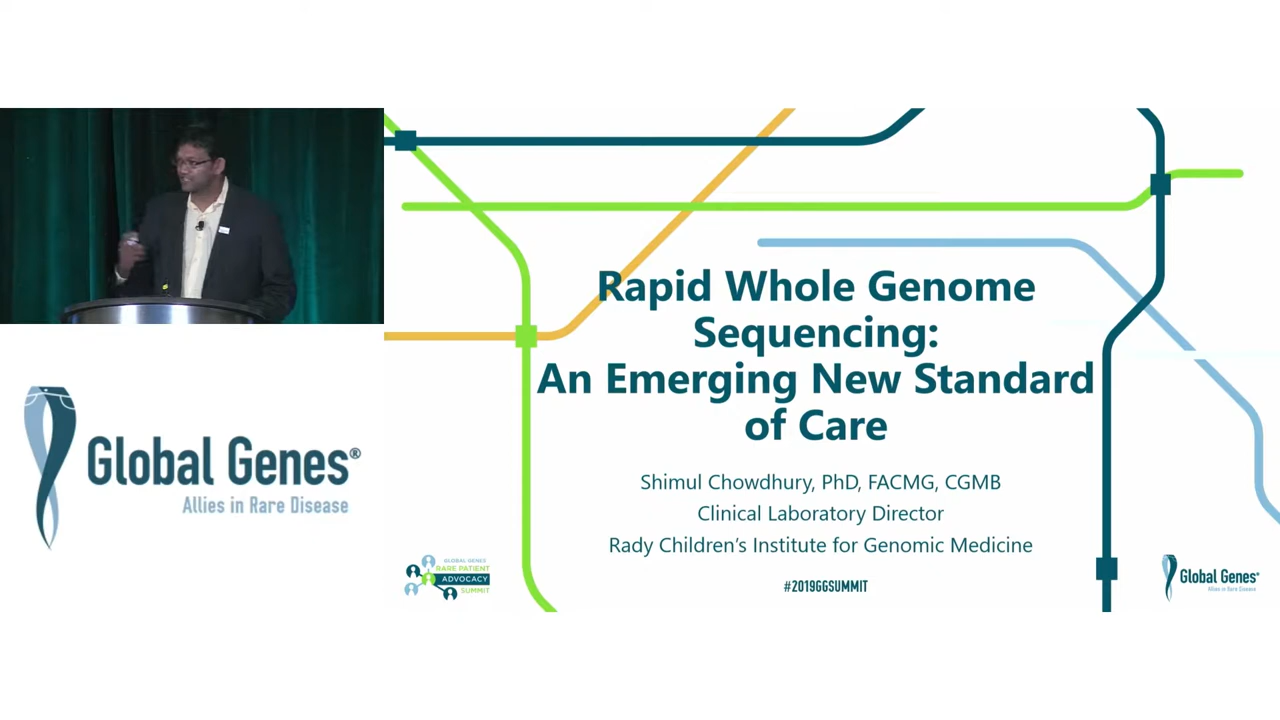 Global Genes®
Allies in Rare Disease
Rapid Whole Genome
Sequencing:
An Emerging New Standard
of Care
Shimul Chowdhury, PhD, FACMG, CGMB
Clinical Laboratory Director
Rady Children's Institute for Genomic Medicine
GLOBAL GENES
RARE PATIENT
ADVOCACY
SUMMIT
#2019GGSUMMIT
Global Genes®
Allies in Rare Disease